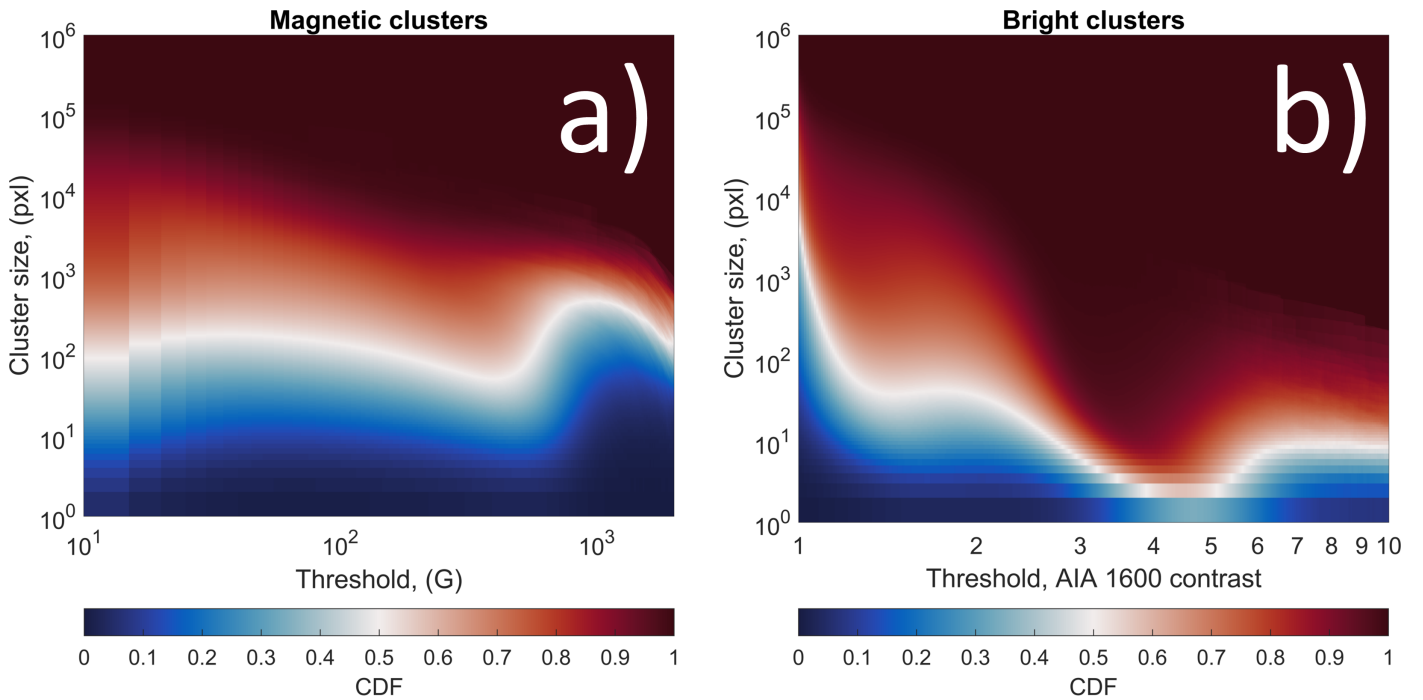 Magnetic clusters
a)
10^6
10^5
10^4
10^3
10^2
10^1
10^0
Cluster size, (pxl)
10^1 10^2 10^3
Threshold, (G)
0 0.1 0.2 0.3 0.4 0.5 0.6 0.7 0.8 0.9 1
CDF
Bright clusters
b)
10^6
10^5
10^4
10^3
10^2
10^1
10^0
Cluster size, (pxl)
1 2 3 4 5 6 7 8 9 10
Threshold, AIA 1600 contrast
0 0.1 0.2 0.3 0.4 0.5 0.6 0.7 0.8 0.9 1
CDF